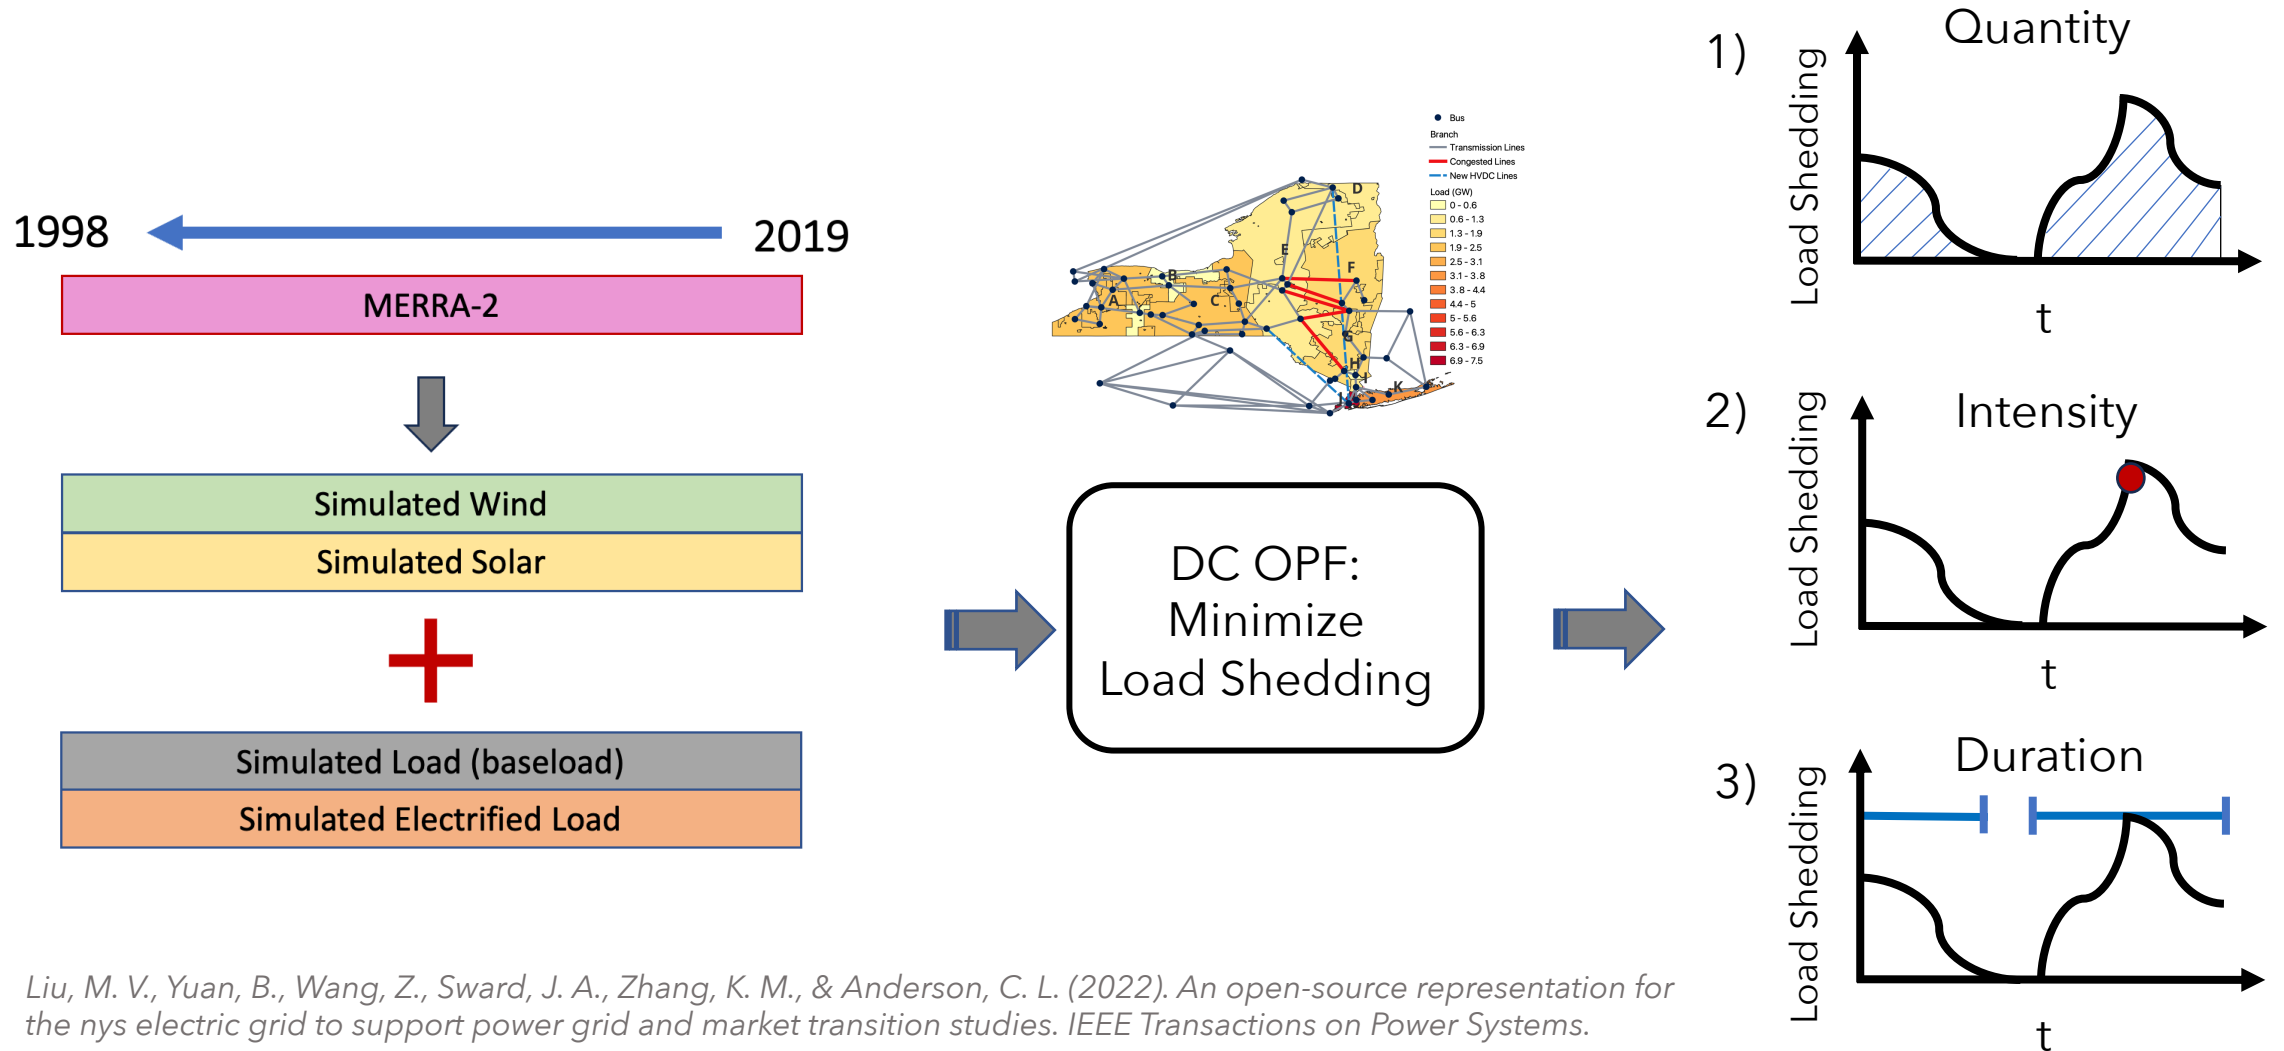 1998
2019
MERRA-2
Simulated Wind
Simulated Solar
Simulated Load (baseload)
Simulated Electrified Load
Bus
Branch
Transmission Lines
Congested Lines
New HVDC Lines
Load (GW)
0 - 0.6
0.6 - 1.3
1.3 - 1.9
1.9 - 2.5
2.5 - 3.1
3.1 - 3.8
3.8 - 4.4
4.4 - 5
5 - 5.6
5.6 - 6.3
6.3 - 6.9
6.9 - 7.5
D
E
F
B
A
C
G
H
I
K
DC OPF:
Minimize
Load Shedding
1)
Quantity
Load Shedding
t
2)
Intensity
Load Shedding
t
3)
Duration
Load Shedding
t
Liu, M. V., Yuan, B., Wang, Z., Sward, J. A., Zhang, K. M., & Anderson, C. L. (2022). An open-source representation for
the nys electric grid to support power grid and market transition studies. IEEE Transactions on Power Systems.